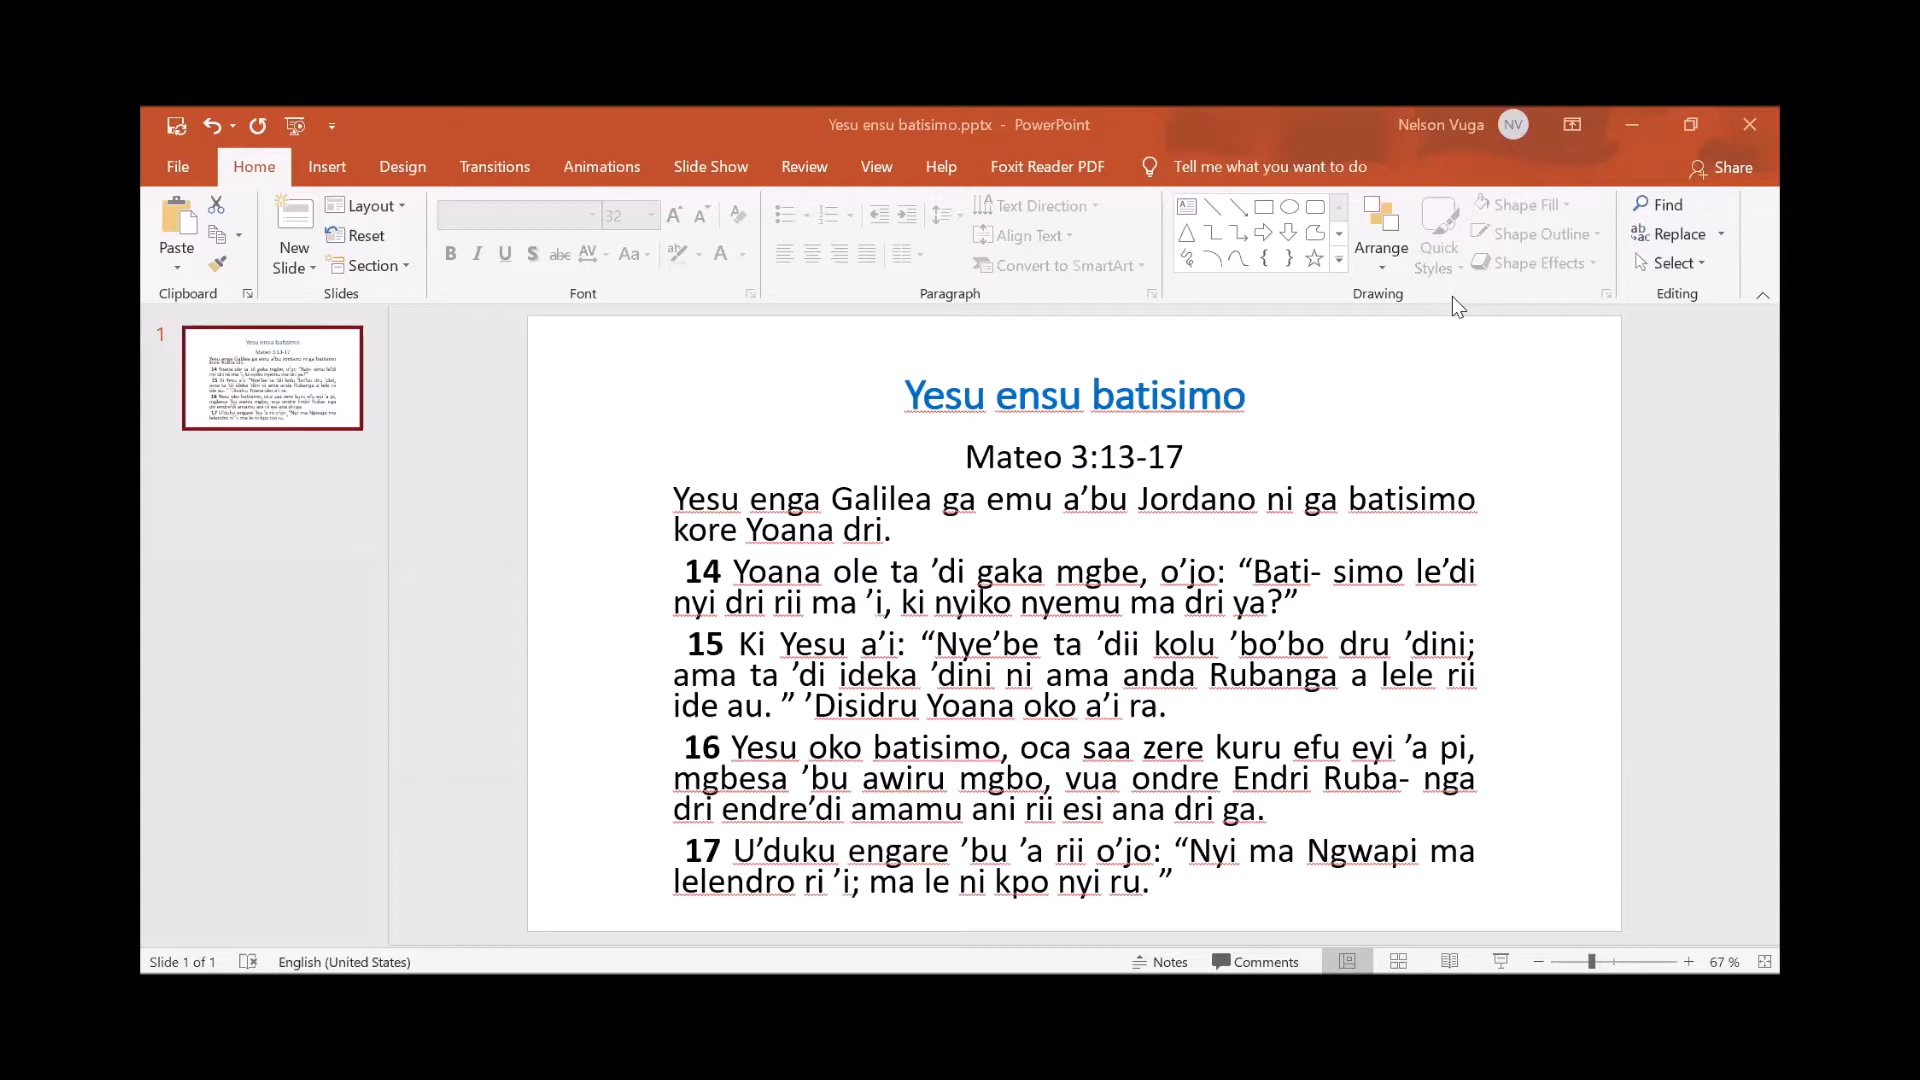 Yesu ensu batisimo.pptx - PowerPoint
Nelson Vuga NV
File Home Insert Design Transitions Animations Slide Show Review View Help Foxit Reader PDF Tell me what you want to do Share
Paste
Clipboard
New
Slide
Layout
Reset
Section
Slides
32
Font
Text Direction
Align Text
Convert to SmartArt
Paragraph
Arrange
Quick
Styles
Shape Fill
Shape Outline
Shape Effects
Drawing
Find
Replace
Select
Editing
1
Yesu ensu batisimo
Mateo 3:13-17
Yesu enga Galilea ga emu a’bu Jordano ni ga batisimo
kore Yoana dri.
14 Yoana ole ta ’di gaka mgbe, o’jo: “Bati- simo le’di
nyi dri rii ma ’i, ki nyiko nyemu ma dri ya?”
15 Ki Yesu a’i: “Nye’be ta ’dii kolu ’bo’bo dru ’dini;
ama ta ’di ideka ’dini ni ama anda Rubanga a lele rii
ide au. ” ’Disidru Yoana oko a’i ra.
16 Yesu oko batisimo, oca saa zere kuru efu eyi ’a pi,
mgbesa ’bu awiru mgbo, vua ondre Endri Ruba- nga
dri endre’di amamu ani rii esi ana dri ga.
17 U’duku engare ’bu ’a rii o’jo: “Nyi ma Ngwapi ma
lelendro ri ’i; ma le ni kpo nyi ru. ”
Slide 1 of 1 English (United States) Notes Comments 67 %